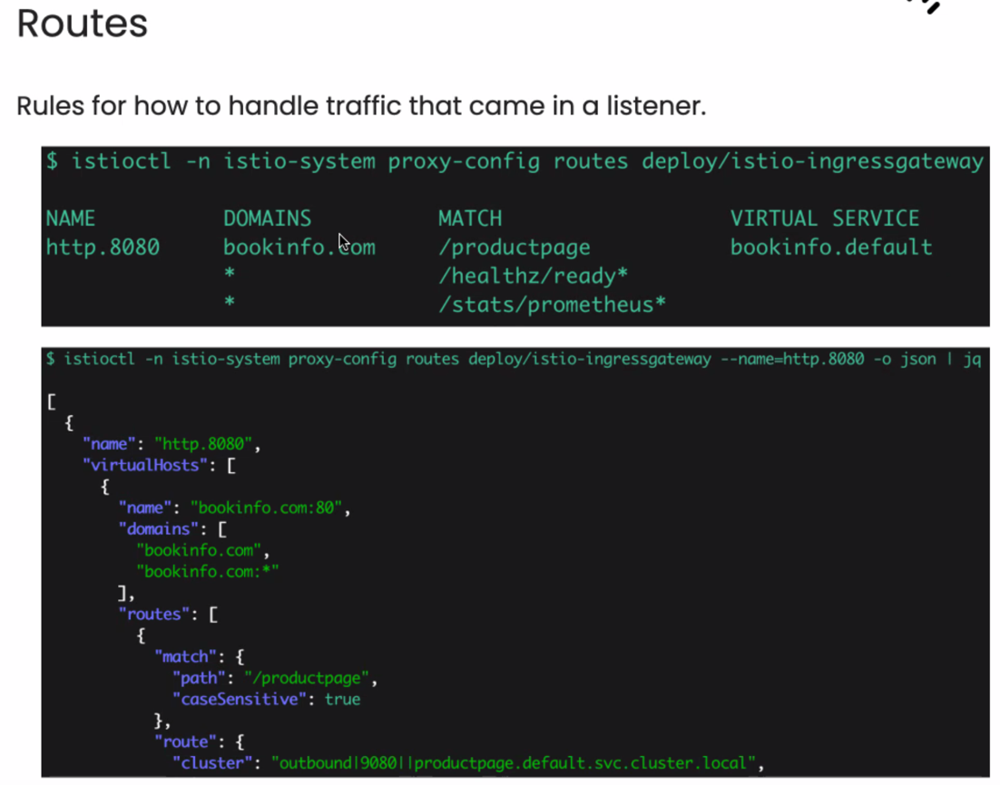 Routes
Rules for how to handle traffic that came in a listener.
$ istioctl -n istio-system proxy-config routes deploy/istio-ingressgateway
NAME DOMAINS MATCH VIRTUAL SERVICE
http.8080 bookinfo.com /productpage bookinfo.default
* /healthz/ready*
* /stats/prometheus*
$ istioctl -n istio-system proxy-config routes deploy/istio-ingressgateway --name=http.8080 -o json | jq
[
{
"name": "http.8080",
"virtualHosts": [
{
"name": "bookinfo.com:80",
"domains": [
"bookinfo.com",
"bookinfo.com:*"
],
"routes": [
{
"match": {
"path": "/productpage",
"caseSensitive": true
},
"route": {
"cluster": "outbound|9080||productpage.default.svc.cluster.local",